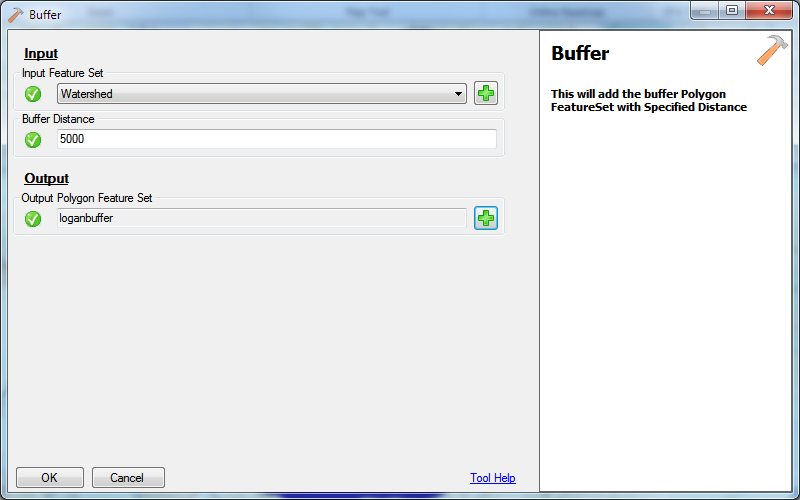 Buffer
Input
Input Feature Set
Watershed
Buffer Distance
5000
Output
Output Polygon Feature Set
loganbuffer
OK
Cancel
Tool Help
Buffer
This will add the buffer Polygon
FeatureSet with Specified Distance